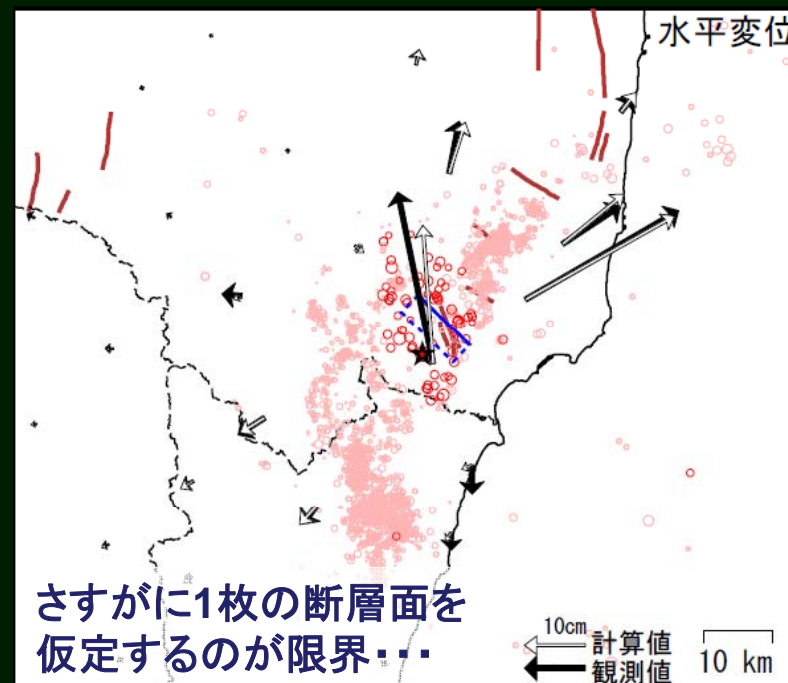 水平変位
さすがに1枚の断層面を
仮定するのが限界・・・
10cm
計算値
観測値
10 km